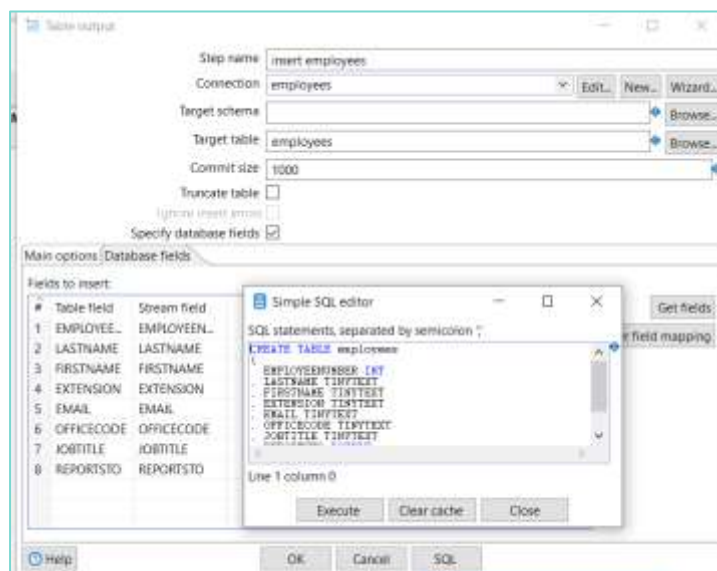 Table output
Step name
insert employees
Connection
employees
Edit...
New...
Wizard...
Target schema
Browse...
Target table
employees
Browse...
Commit size
1000
Truncate table
Ignore insert errors
Specify database fields
Main options Database fields
Fields to insert:
# Table field Stream field
1 EMPLOYEE... EMPLOYEEN...
2 LASTNAME LASTNAME
3 FIRSTNAME FIRSTNAME
4 EXTENSION EXTENSION
5 EMAIL EMAIL
6 OFFICECODE OFFICECODE
7 JOBTITLE JOBTITLE
8 REPORTSTO REPORTSTO
Get fields
r field mapping
Simple SQL editor
SQL statements, separated by semicolon ';'
CREATE TABLE employees
(
EMPLOYEENUMBER INT
, LASTNAME TINYTEXT
, FIRSTNAME TINYTEXT
, EXTENSION TINYTEXT
, EMAIL TINYTEXT
, OFFICECODE TINYTEXT
, JOBTITLE TINYTEXT
Line 1 column 0
Execute
Clear cache
Close
Help
OK
Cancel
SQL